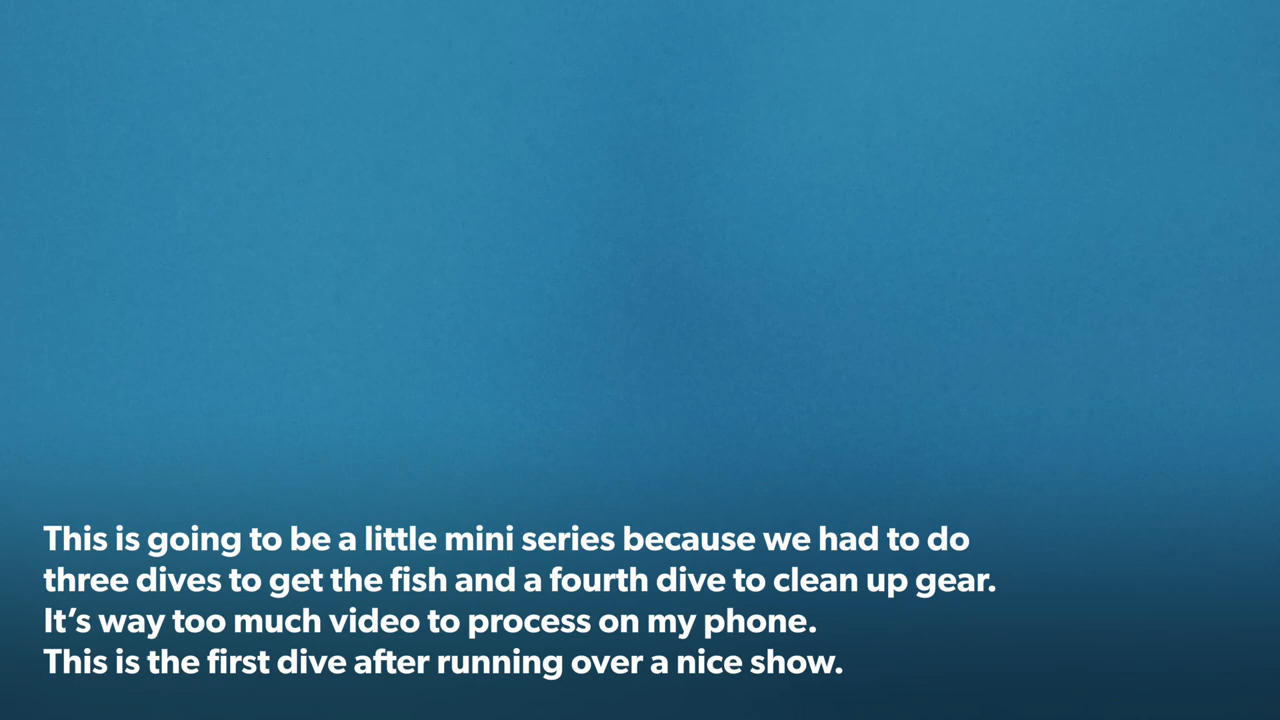 This is going to be a little mini series because we had to do
three dives to get the fish and a fourth dive to clean up gear.
It’s way too much video to process on my phone.
This is the first dive after running over a nice show.